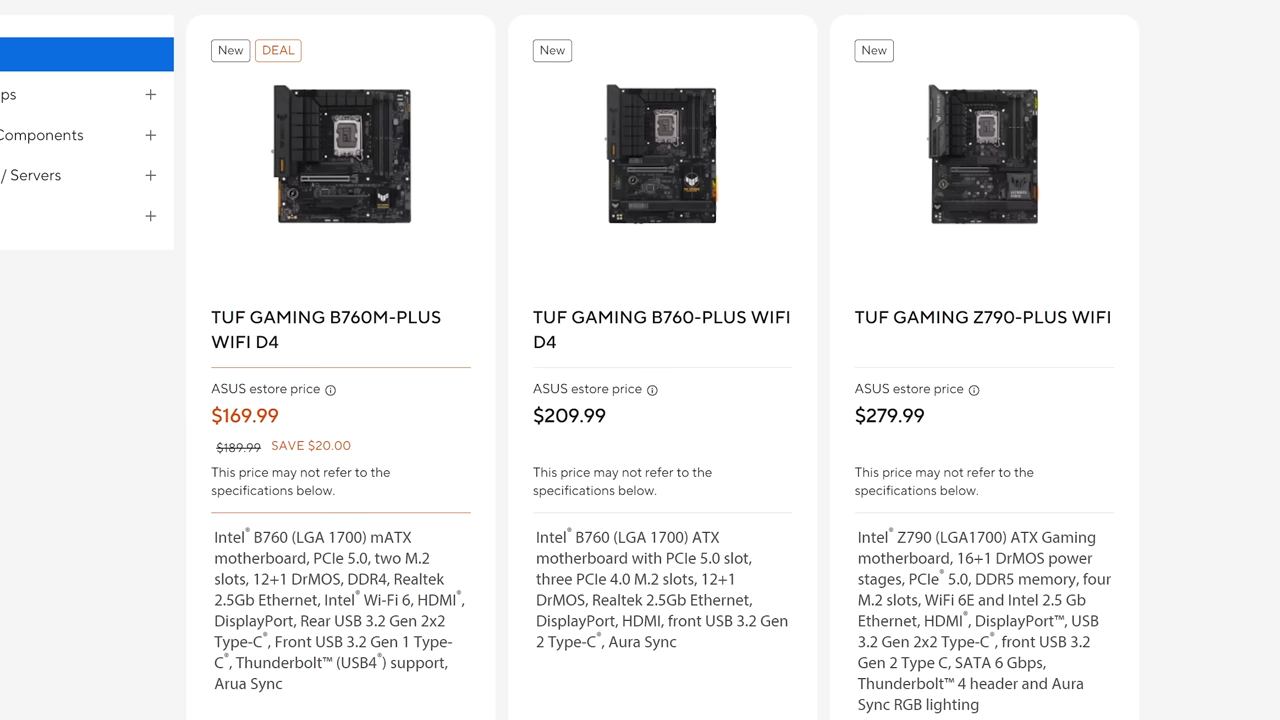 ps
Components
/ Servers
New
DEAL
TUF GAMING B760M-PLUS
WIFI D4
ASUS estore price
$169.99
$189.99 SAVE $20.00
This price may not refer to the
specifications below.
Intel® B760 (LGA 1700) mATX
motherboard, PCIe 5.0, two M.2
slots, 12+1 DrMOS, DDR4, Realtek
2.5Gb Ethernet, Intel® Wi-Fi 6, HDMI®,
DisplayPort, Rear USB 3.2 Gen 2x2
Type-C®, Front USB 3.2 Gen 1 Type-
C®, Thunderbolt™ (USB4®) support,
Arua Sync
New
TUF GAMING B760-PLUS WIFI
D4
ASUS estore price
$209.99
This price may not refer to the
specifications below.
Intel® B760 (LGA 1700) ATX
motherboard with PCIe 5.0 slot,
three PCIe 4.0 M.2 slots, 12+1
DrMOS, Realtek 2.5Gb Ethernet,
DisplayPort, HDMI, front USB 3.2 Gen
2 Type-C®, Aura Sync
New
TUF GAMING Z790-PLUS WIFI
ASUS estore price
$279.99
This price may not refer to the
specifications below.
Intel® Z790 (LGA1700) ATX Gaming
motherboard, 16+1 DrMOS power
stages, PCIe® 5.0, DDR5 memory, four
M.2 slots, WiFi 6E and Intel 2.5 Gb
Ethernet, HDMI®, DisplayPort™, USB
3.2 Gen 2x2 Type-C®, front USB 3.2
Gen 2 Type C, SATA 6 Gbps,
Thunderbolt™ 4 header and Aura
Sync RGB lighting